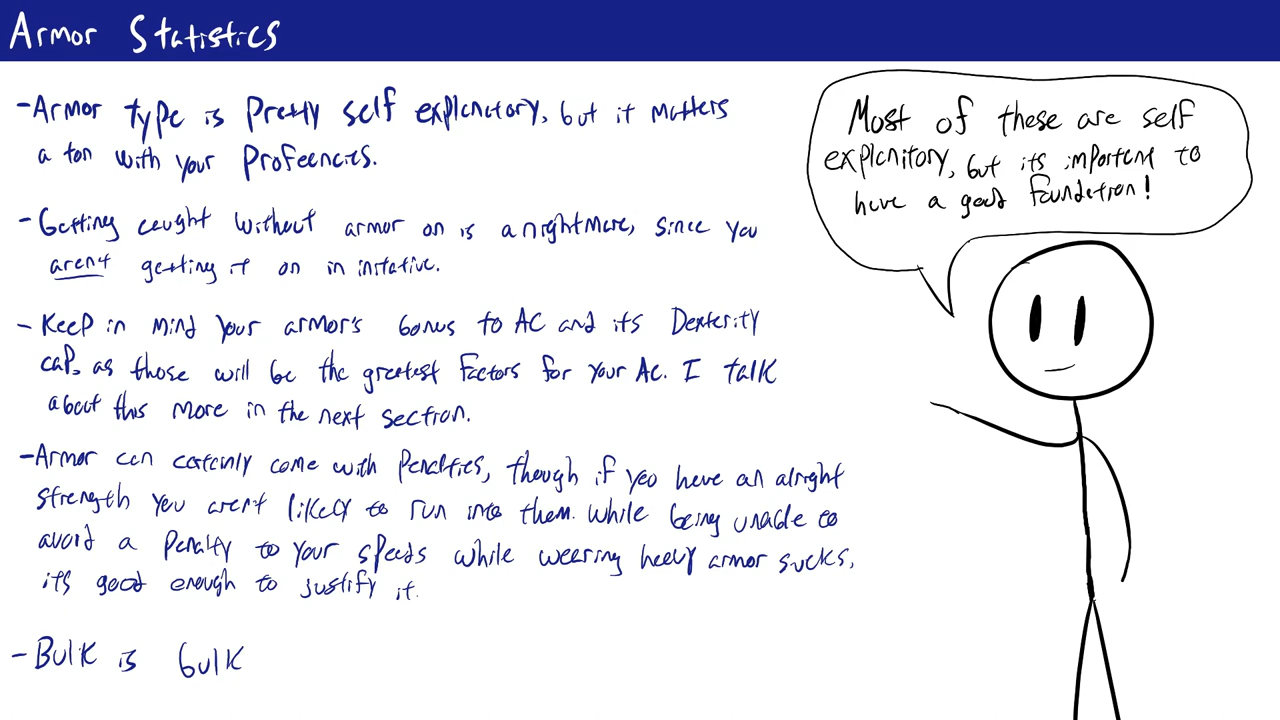 Armor Statistics
-Armor type is Pretty self explenatory, but it matters
a ton with your Profeencies.
-Getting caught without armor on is a nightmare, since you
aren't getting it on in initative.
- Keep in mind your armor's bonus to AC and its Dexterity
cap, as those will be the greatest factors for your AC. I talk
about this more in the next section.
-Armor can certainly come with Penalties, though if you have an alright
strength you aren't likely to run into them. While being unable to
avoid a Penalty to your speeds while wearing heavy armor sucks,
it's good enough to justify it.
-Bulk is bulk
Most of these are self
explenitory, but its important to
have a good foundation!